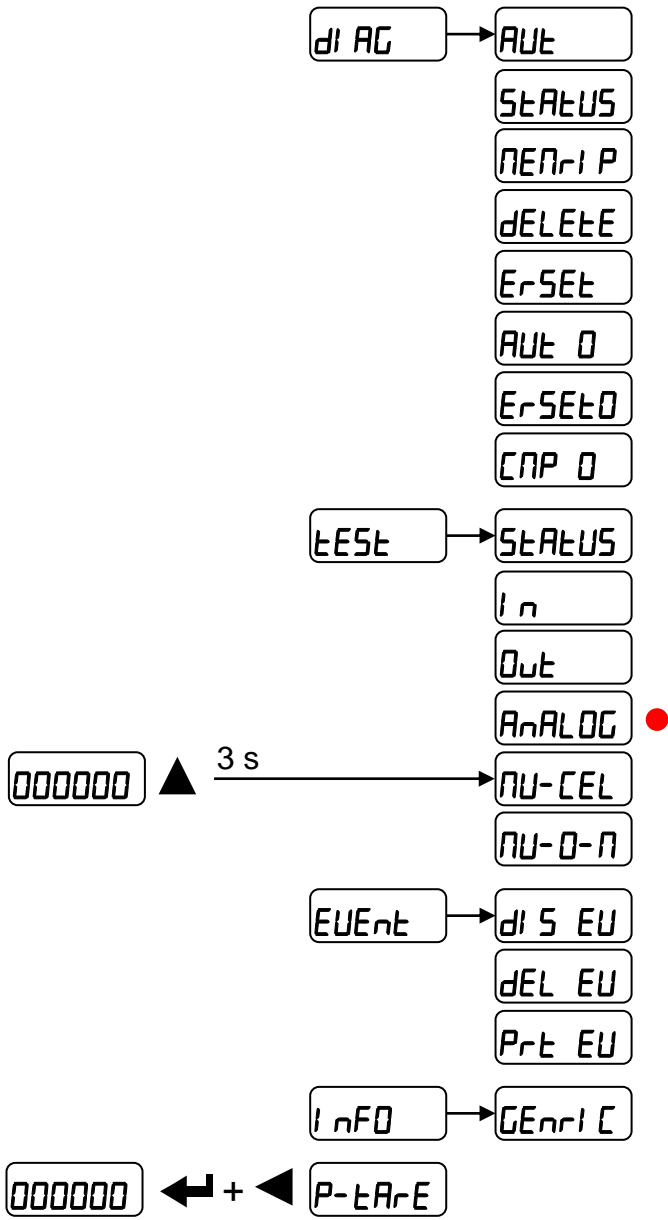 dIAG AUt
StAtUS
MEMrIP
dELEtE
ErSEt
AUt 0
ErSEt0
CMP 0
tESt StAtUS
In
Out
AnALOG
000000 3 s MU-CEL
MU-0-M
EUEnt dIS EU
dEL EU
Prt EU
InFO GEnrIC
000000 + P-tArE